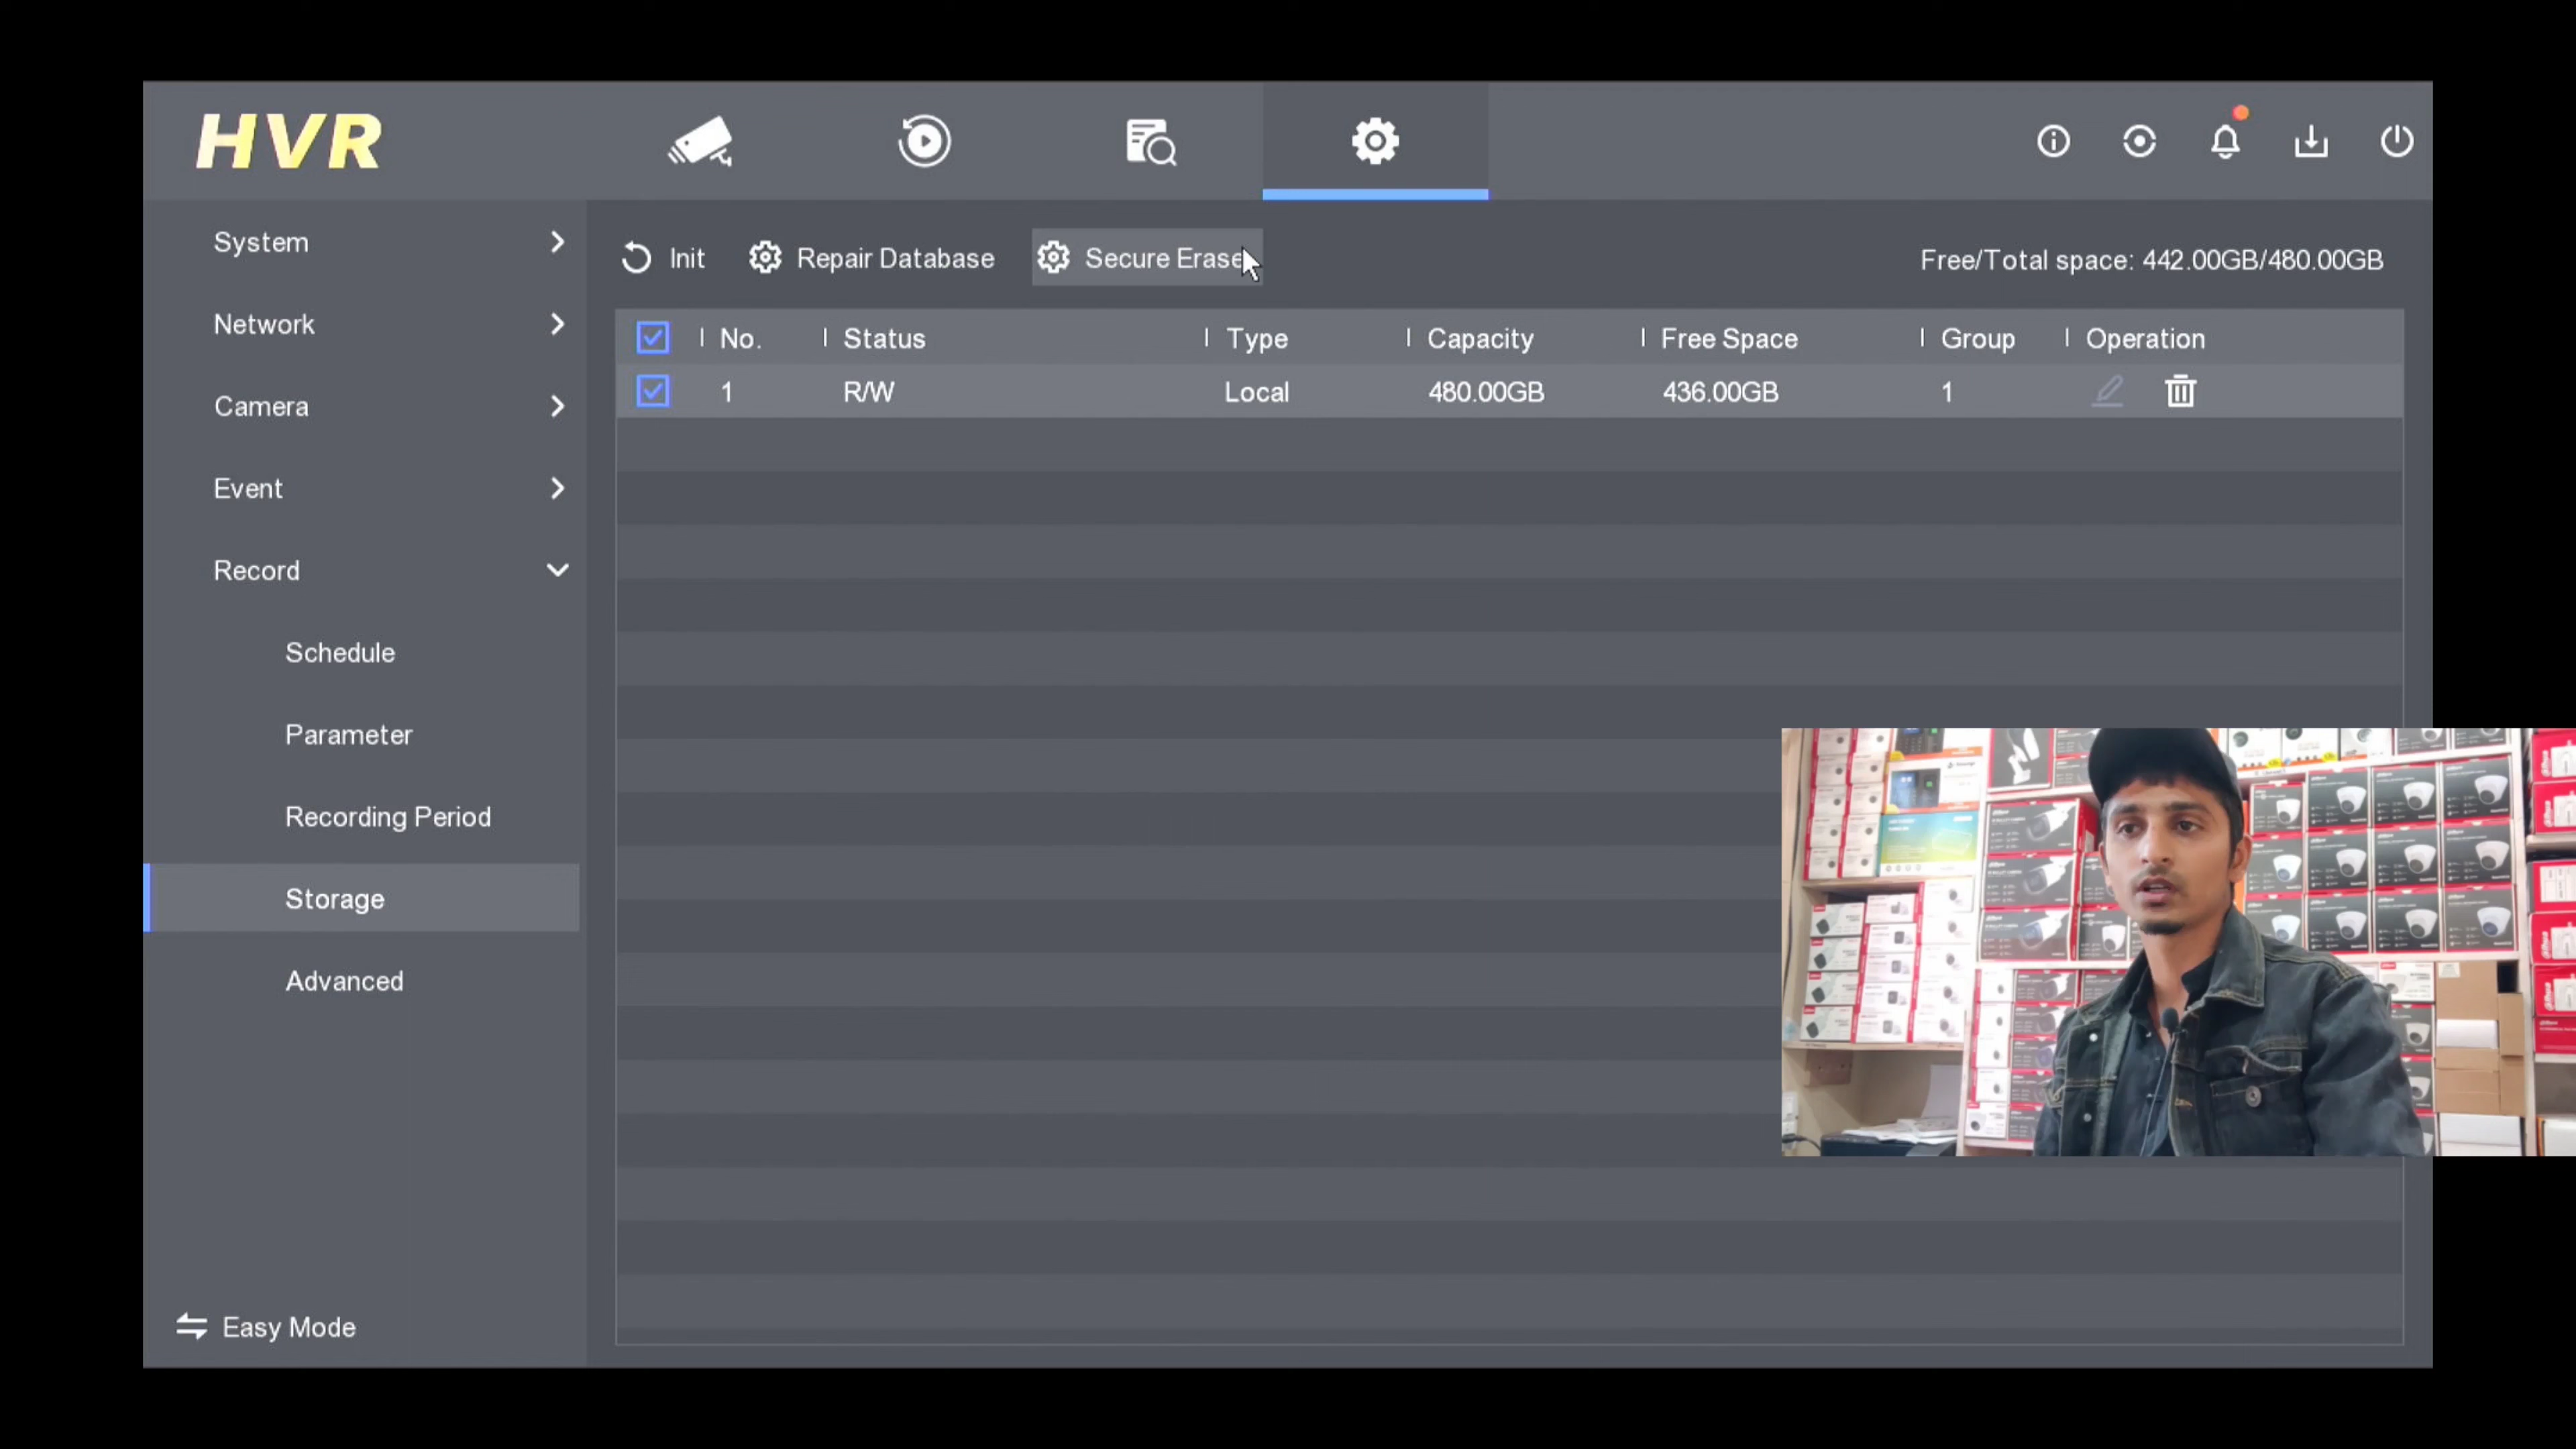 HVR
System
Network
Camera
Event
Record
Schedule
Parameter
Recording Period
Storage
Advanced
Easy Mode
Init Repair Database Secure Erase
Free/Total space: 442.00GB/480.00GB
No. Status Type Capacity Free Space Group Operation
1 R/W Local 480.00GB 436.00GB 1